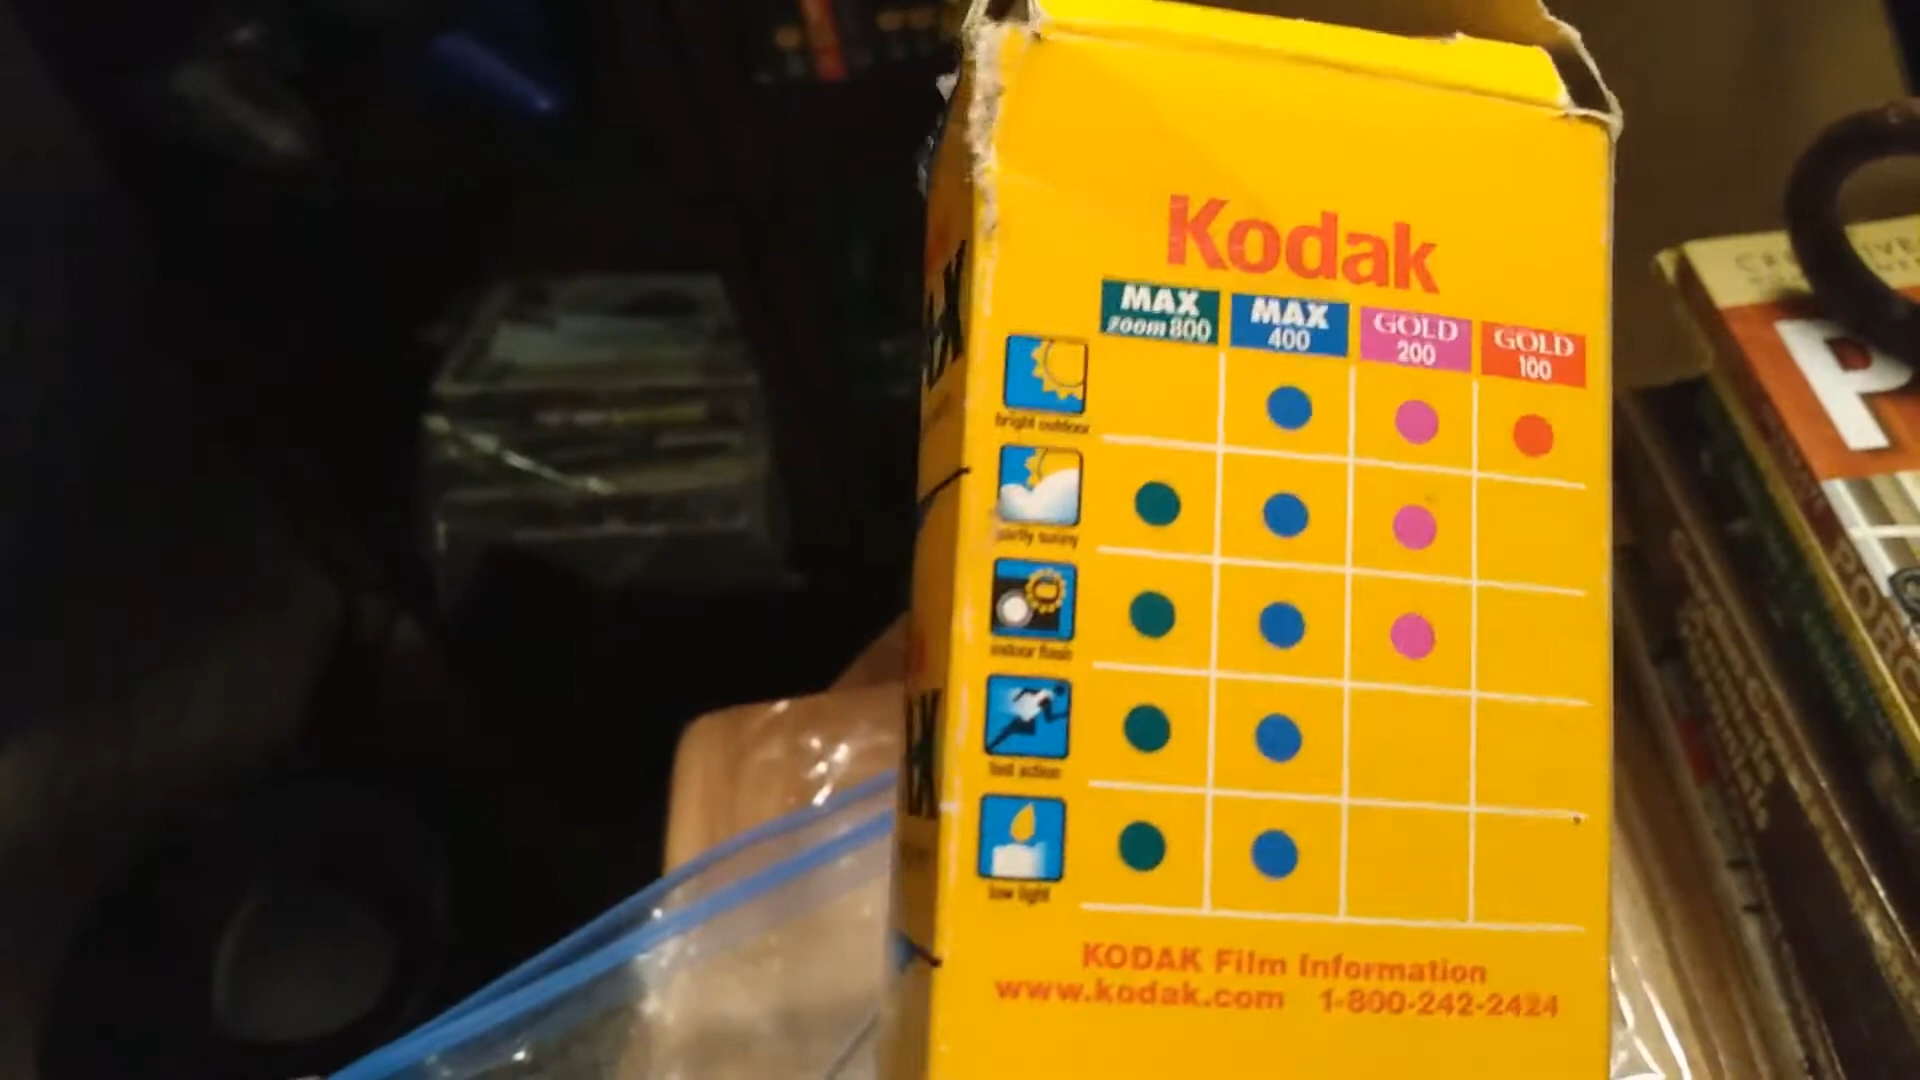 Kodak
MAX
zoom 800
MAX
400
GOLD
200
GOLD
100
bright outdoor
partly sunny
indoor flash
fast action
low light
KODAK Film Information
www.kodak.com 1-800-242-2424